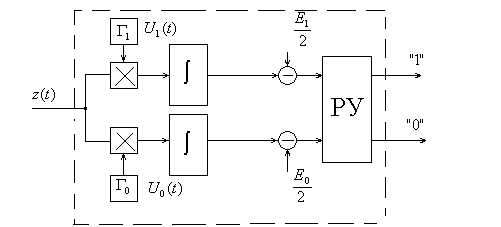 Г₁ U₁(t) ∫ E₁/2 "1"
z(t) РУ
∫ "0"
Г₀ U₀(t) E₀/2